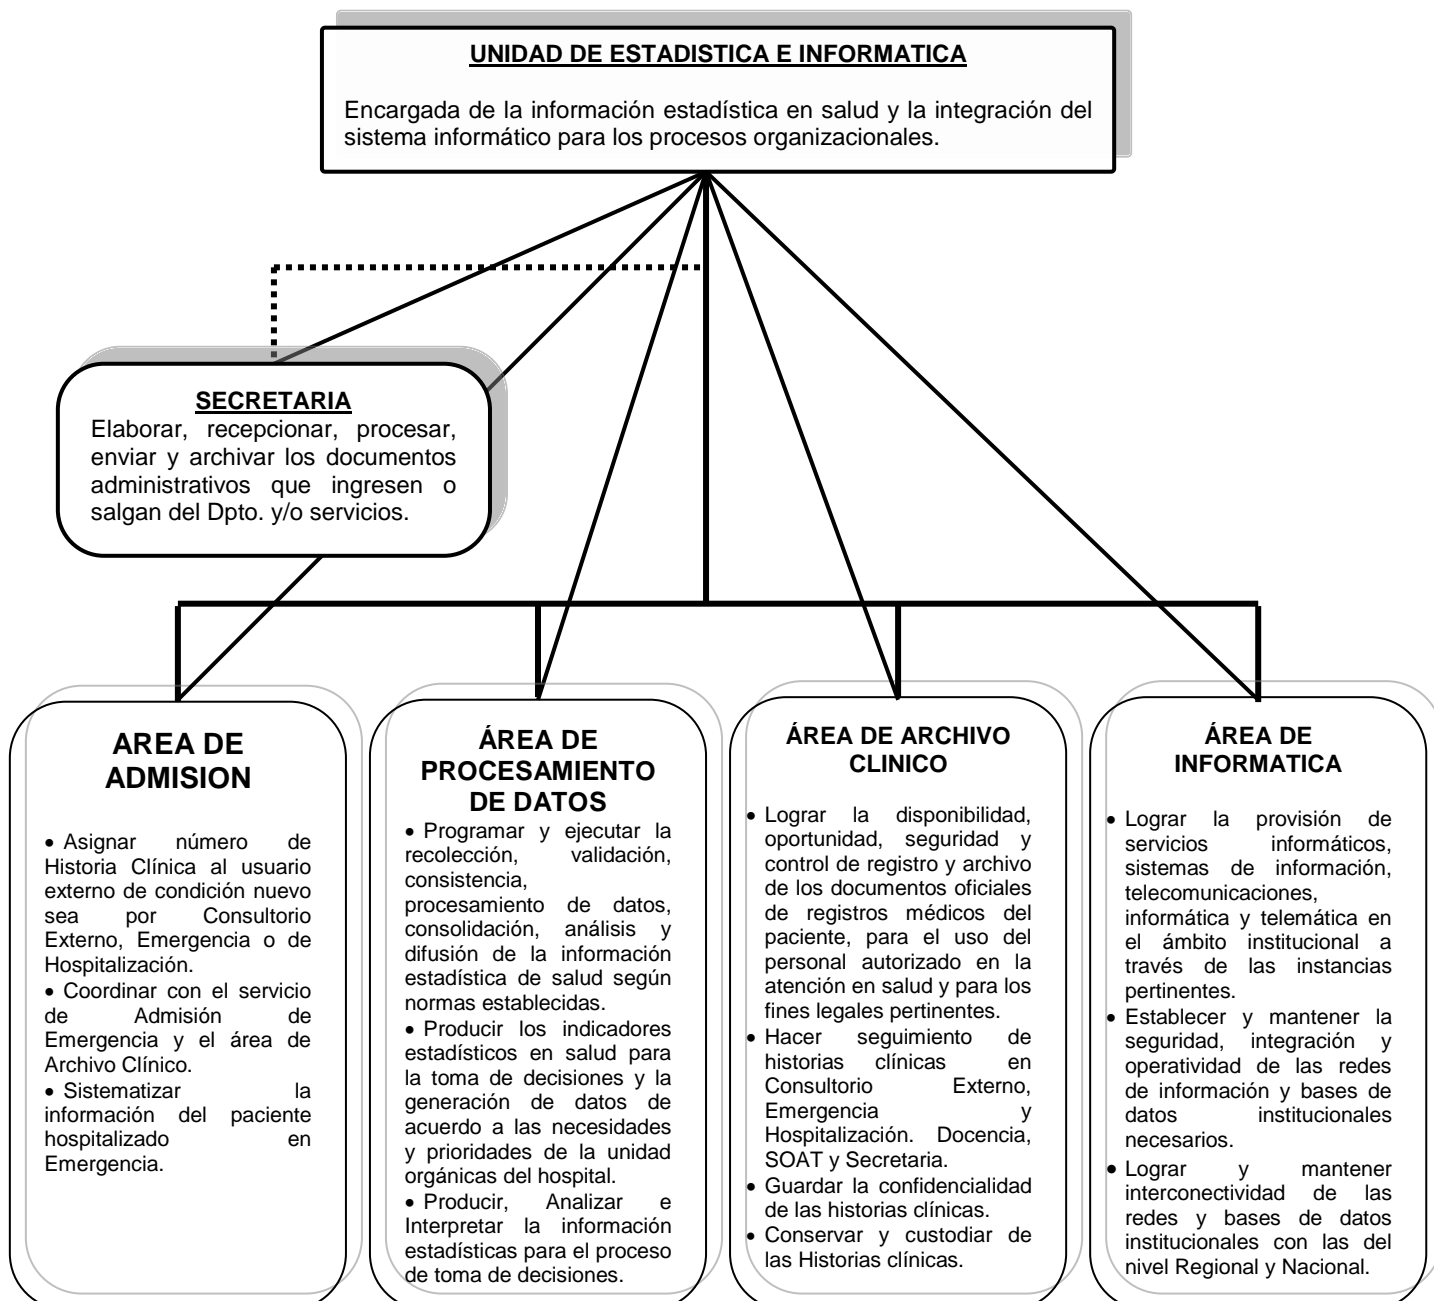 UNIDAD DE ESTADISTICA E INFORMATICA
Encargada de la información estadística en salud y la integración del
sistema informático para los procesos organizacionales.
SECRETARIA
Elaborar, recepcionar, procesar,
enviar y archivar los documentos
administrativos que ingresen o
salgan del Dpto. y/o servicios.
AREA DE
ADMISION
• Asignar número de
Historia Clínica al usuario
externo de condición nuevo
sea por Consultorio
Externo, Emergencia o de
Hospitalización.
• Coordinar con el servicio
de Admisión de
Emergencia y el área de
Archivo Clínico.
• Sistematizar la
información del paciente
hospitalizado en
Emergencia.
ÁREA DE
PROCESAMIENTO
DE DATOS
• Programar y ejecutar la
recolección, validación,
consistencia,
procesamiento de datos,
consolidación, análisis y
difusión de la información
estadística de salud según
normas establecidas.
• Producir los indicadores
estadísticos en salud para
la toma de decisiones y la
generación de datos de
acuerdo a las necesidades
y prioridades de la unidad
orgánicas del hospital.
• Producir, Analizar e
Interpretar la información
estadísticas para el proceso
de toma de decisiones.
ÁREA DE ARCHIVO
CLINICO
• Lograr la disponibilidad,
oportunidad, seguridad y
control de registro y archivo
de los documentos oficiales
de registros médicos del
paciente, para el uso del
personal autorizado en la
atención en salud y para los
fines legales pertinentes.
• Hacer seguimiento de
historias clínicas en
Consultorio Externo,
Emergencia y
Hospitalización. Docencia,
SOAT y Secretaria.
• Guardar la confidencialidad
de las historias clínicas.
• Conservar y custodiar de
las Historias clínicas.
ÁREA DE
INFORMATICA
• Lograr la provisión de
servicios informáticos,
sistemas de información,
telecomunicaciones,
informática y telemática en
el ámbito institucional a
través de las instancias
pertinentes.
• Establecer y mantener la
seguridad, integración y
operatividad de las redes
de información y bases de
datos institucionales
necesarios.
• Lograr y mantener
interconectividad de las
redes y bases de datos
institucionales con las del
nivel Regional y Nacional.